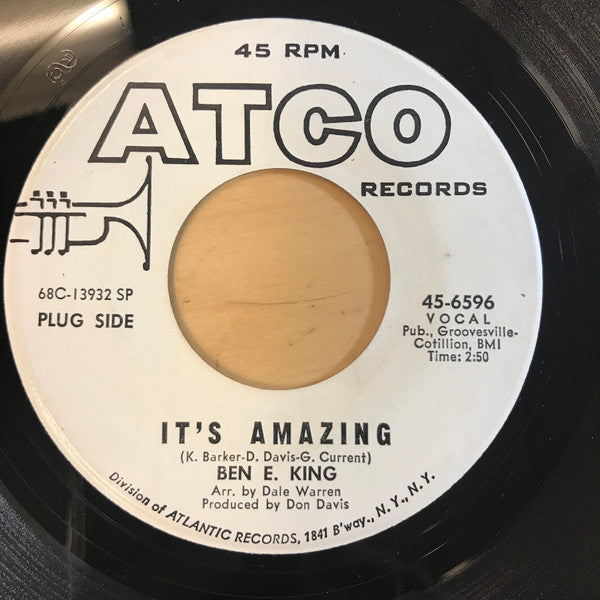 45 RPM
ATCO
RECORDS
68C-13932 SP
PLUG SIDE
45-6596
VOCAL
Pub., Groovesville-
Cotillion, BMI
Time: 2:50
IT'S AMAZING
(K. Barker-D. Davis-G. Current)
BEN E. KING
Arr. by Dale Warren
Produced by Don Davis
Division of ATLANTIC RECORDS, 1841 B'way., N.Y., N.Y.